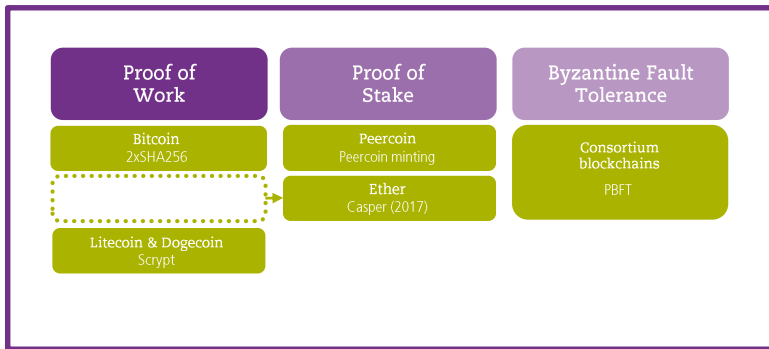 Proof of
Work
Proof of
Stake
Byzantine Fault
Tolerance
Bitcoin
2xSHA256
Peercoin
Peercoin minting
Consortium
blockchains
PBFT
Ether
Casper (2017)
Litecoin & Dogecoin
Scrypt